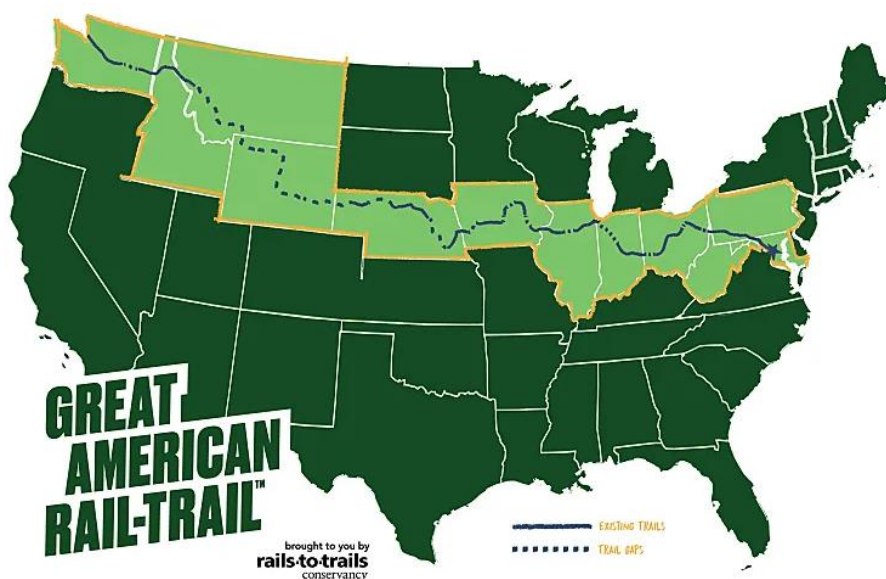 GREAT
AMERICAN
RAIL-TRAIL™
brought to you by
rails·to·trails
conservancy
EXISTING TRAILS
TRAIL GAPS